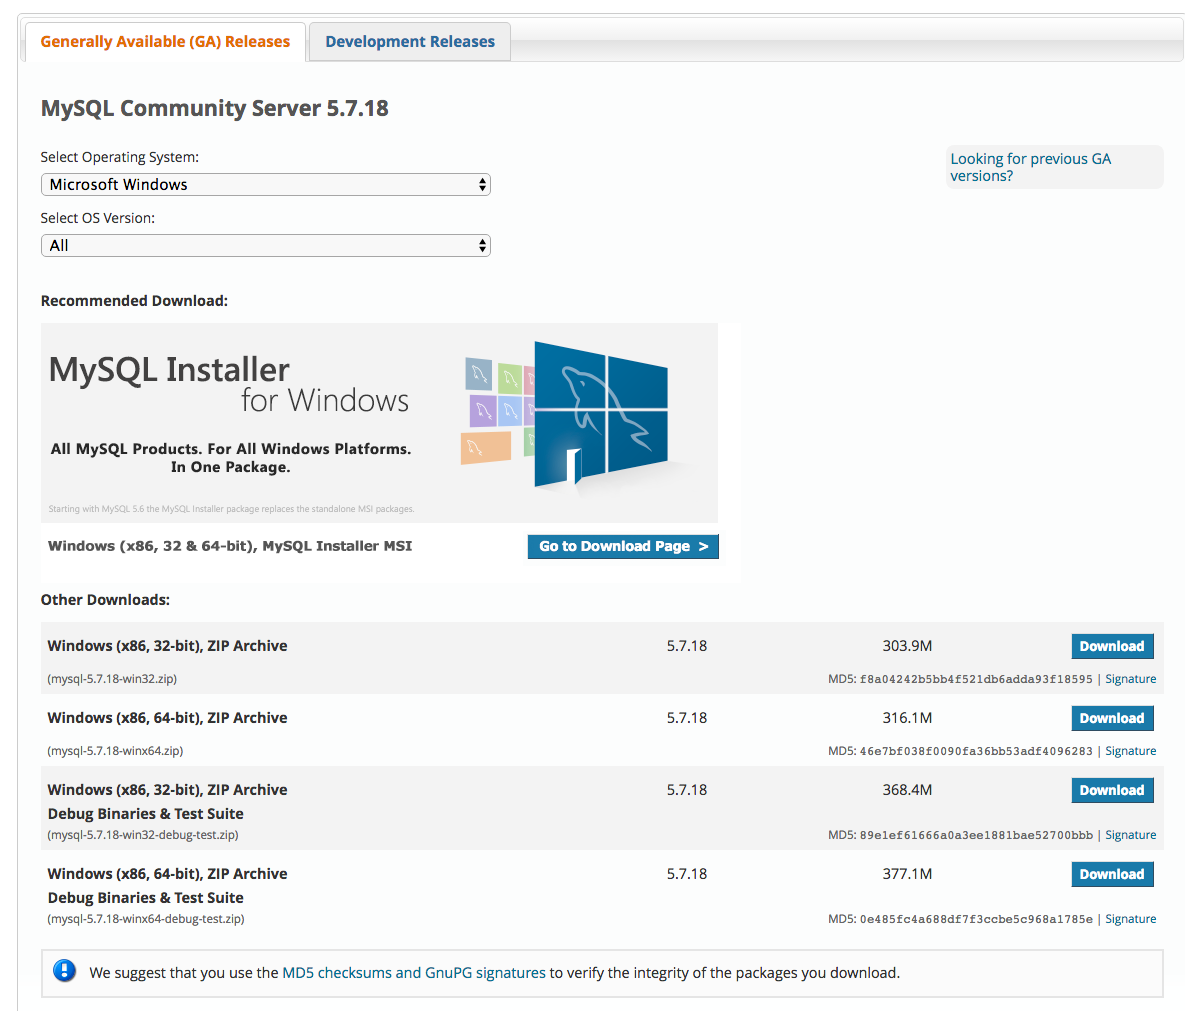 Generally Available (GA) Releases
Development Releases
MySQL Community Server 5.7.18
Select Operating System:
Looking for previous GA
versions?
Microsoft Windows
Select OS Version:
All
Recommended Download:
MySQL Installer
for Windows
All MySQL Products. For All Windows Platforms.
In One Package.
Starting with MySQL 5.6 the MySQL Installer package replaces the standalone MSI packages.
Windows (x86, 32 & 64-bit), MySQL Installer MSI
Go to Download Page >
Other Downloads:
Windows (x86, 32-bit), ZIP Archive 5.7.18 303.9M Download
(mysql-5.7.18-win32.zip) MD5: f8a04242b5bb4f521db6adda93f18595 | Signature
Windows (x86, 64-bit), ZIP Archive 5.7.18 316.1M Download
(mysql-5.7.18-winx64.zip) MD5: 46e7bf038f0090fa36bb53adf4096283 | Signature
Windows (x86, 32-bit), ZIP Archive 5.7.18 368.4M Download
Debug Binaries & Test Suite
(mysql-5.7.18-win32-debug-test.zip) MD5: 89e1ef61666a0a3ee1881bae52700bbb | Signature
Windows (x86, 64-bit), ZIP Archive 5.7.18 377.1M Download
Debug Binaries & Test Suite
(mysql-5.7.18-winx64-debug-test.zip) MD5: 0e485fc4a688df7f3ccbe5c968a1785e | Signature
We suggest that you use the MD5 checksums and GnuPG signatures to verify the integrity of the packages you download.